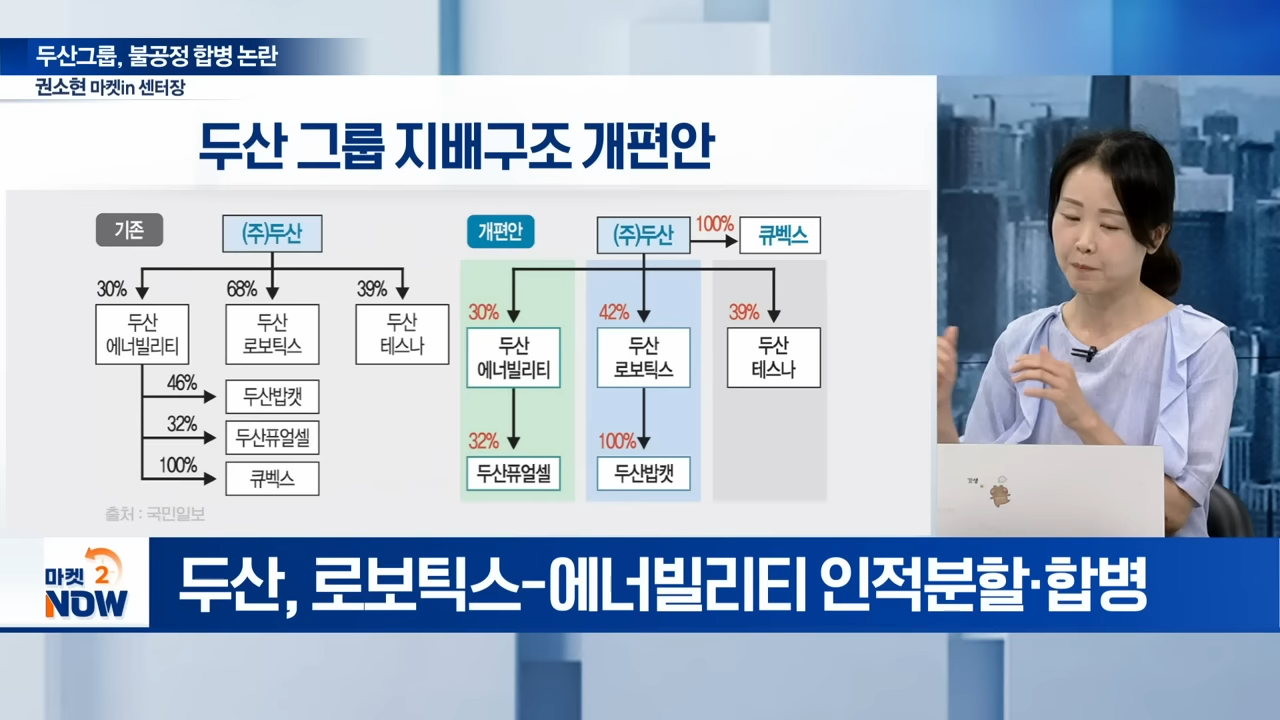 두산그룹, 불공정 합병 논란
권소현 마켓in 센터장
두산 그룹 지배구조 개편안
기존
(주)두산
30%
68%
39%
두산
에너빌리티
두산
로보틱스
두산
테스나
46%
두산밥캣
32%
두산퓨얼셀
100%
큐벡스
출처 : 국민일보
개편안
(주)두산
100%
큐벡스
30%
42%
39%
두산
에너빌리티
두산
로보틱스
두산
테스나
32%
100%
두산퓨얼셀
두산밥캣
마켓 2
NOW
두산, 로보틱스-에너빌리티 인적분할·합병